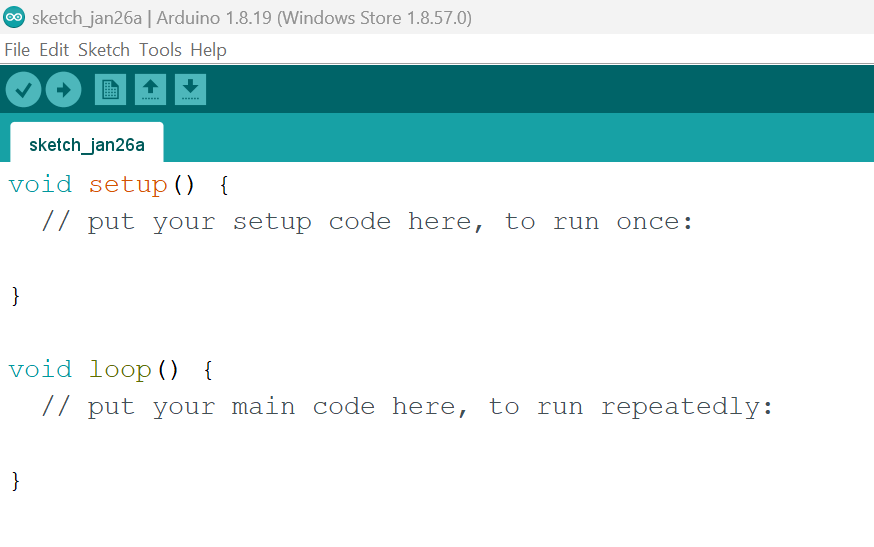 sketch_jan26a | Arduino 1.8.19 (Windows Store 1.8.57.0)
File Edit Sketch Tools Help
sketch_jan26a
void setup() {
  // put your setup code here, to run once:
}
void loop() {
  // put your main code here, to run repeatedly:
}